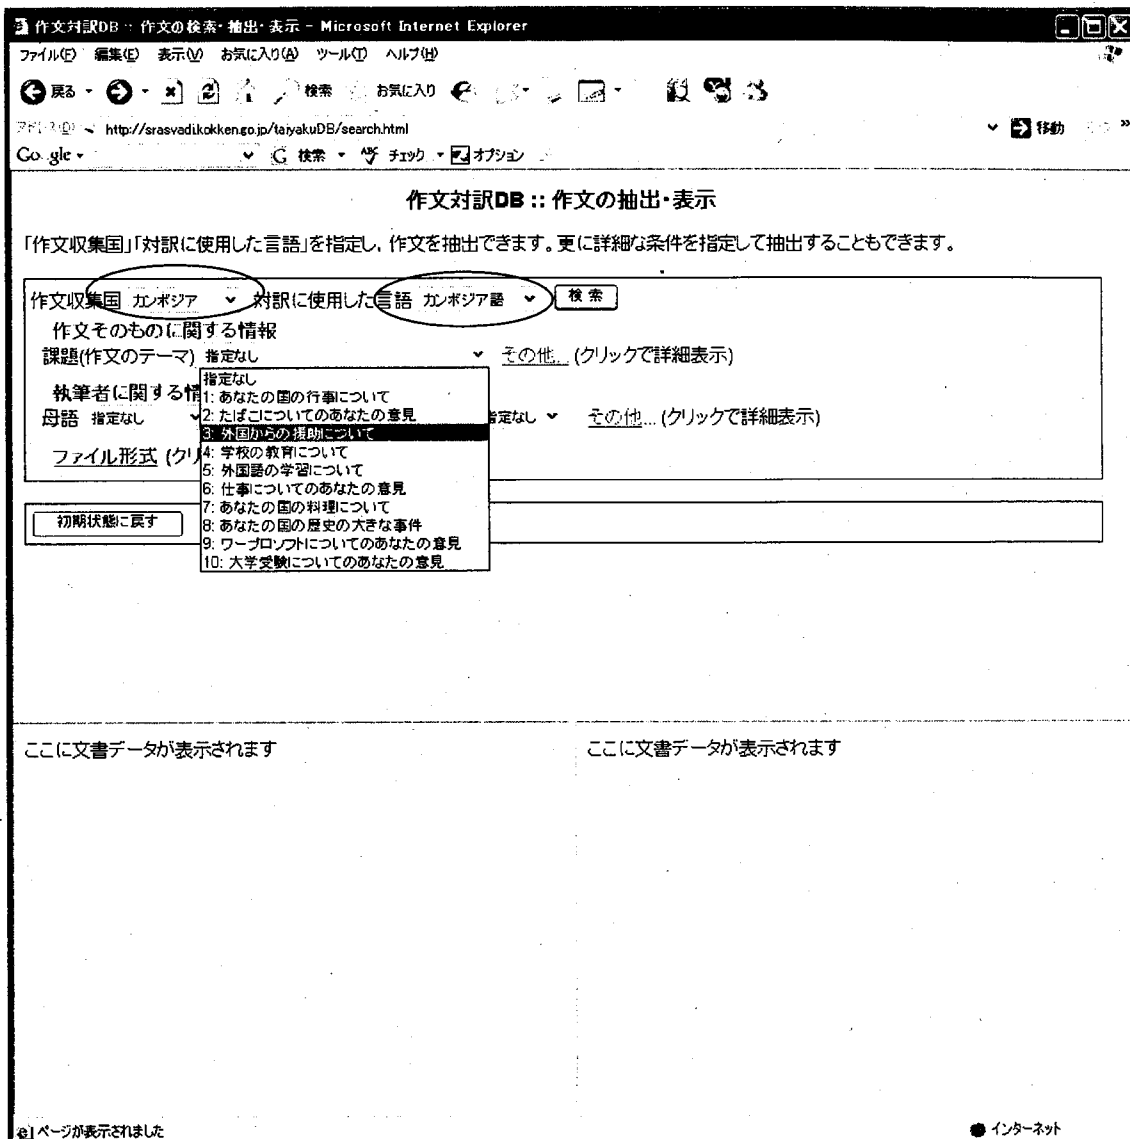 作文対訳DB :: 作文の検索・抽出・表示 - Microsoft Internet Explorer
ファイル(F) 編集(E) 表示(V) お気に入り(A) ツール(T) ヘルプ(H)
戻る 検索 お気に入り
アドレス(D) http://srasvadi.kokken.go.jp/taiyakuDB/search.html 移動
Google 検索 チェック オプション
作文対訳DB :: 作文の抽出・表示
「作文収集国」「対訳に使用した言語」を指定し、作文を抽出できます。更に詳細な条件を指定して抽出することもできます。
作文収集国 カンボジア 対訳に使用した言語 カンボジア語 検索
作文そのものに関する情報
課題(作文のテーマ) 指定なし その他... (クリックで詳細表示)
指定なし
執筆者に関する情 1: あなたの国の行事について
母語 指定なし 2: たばこについてのあなたの意見 指定なし その他... (クリックで詳細表示)
3: 外国からの援助について
ファイル形式 (クリ 4: 学校の教育について
5: 外国語の学習について
6: 仕事についてのあなたの意見
7: あなたの国の料理について
初期状態に戻す 8: あなたの国の歴史の大きな事件
9: ワープロソフトについてのあなたの意見
10: 大学受験についてのあなたの意見
ここに文書データが表示されます ここに文書データが表示されます
ページが表示されました インターネット